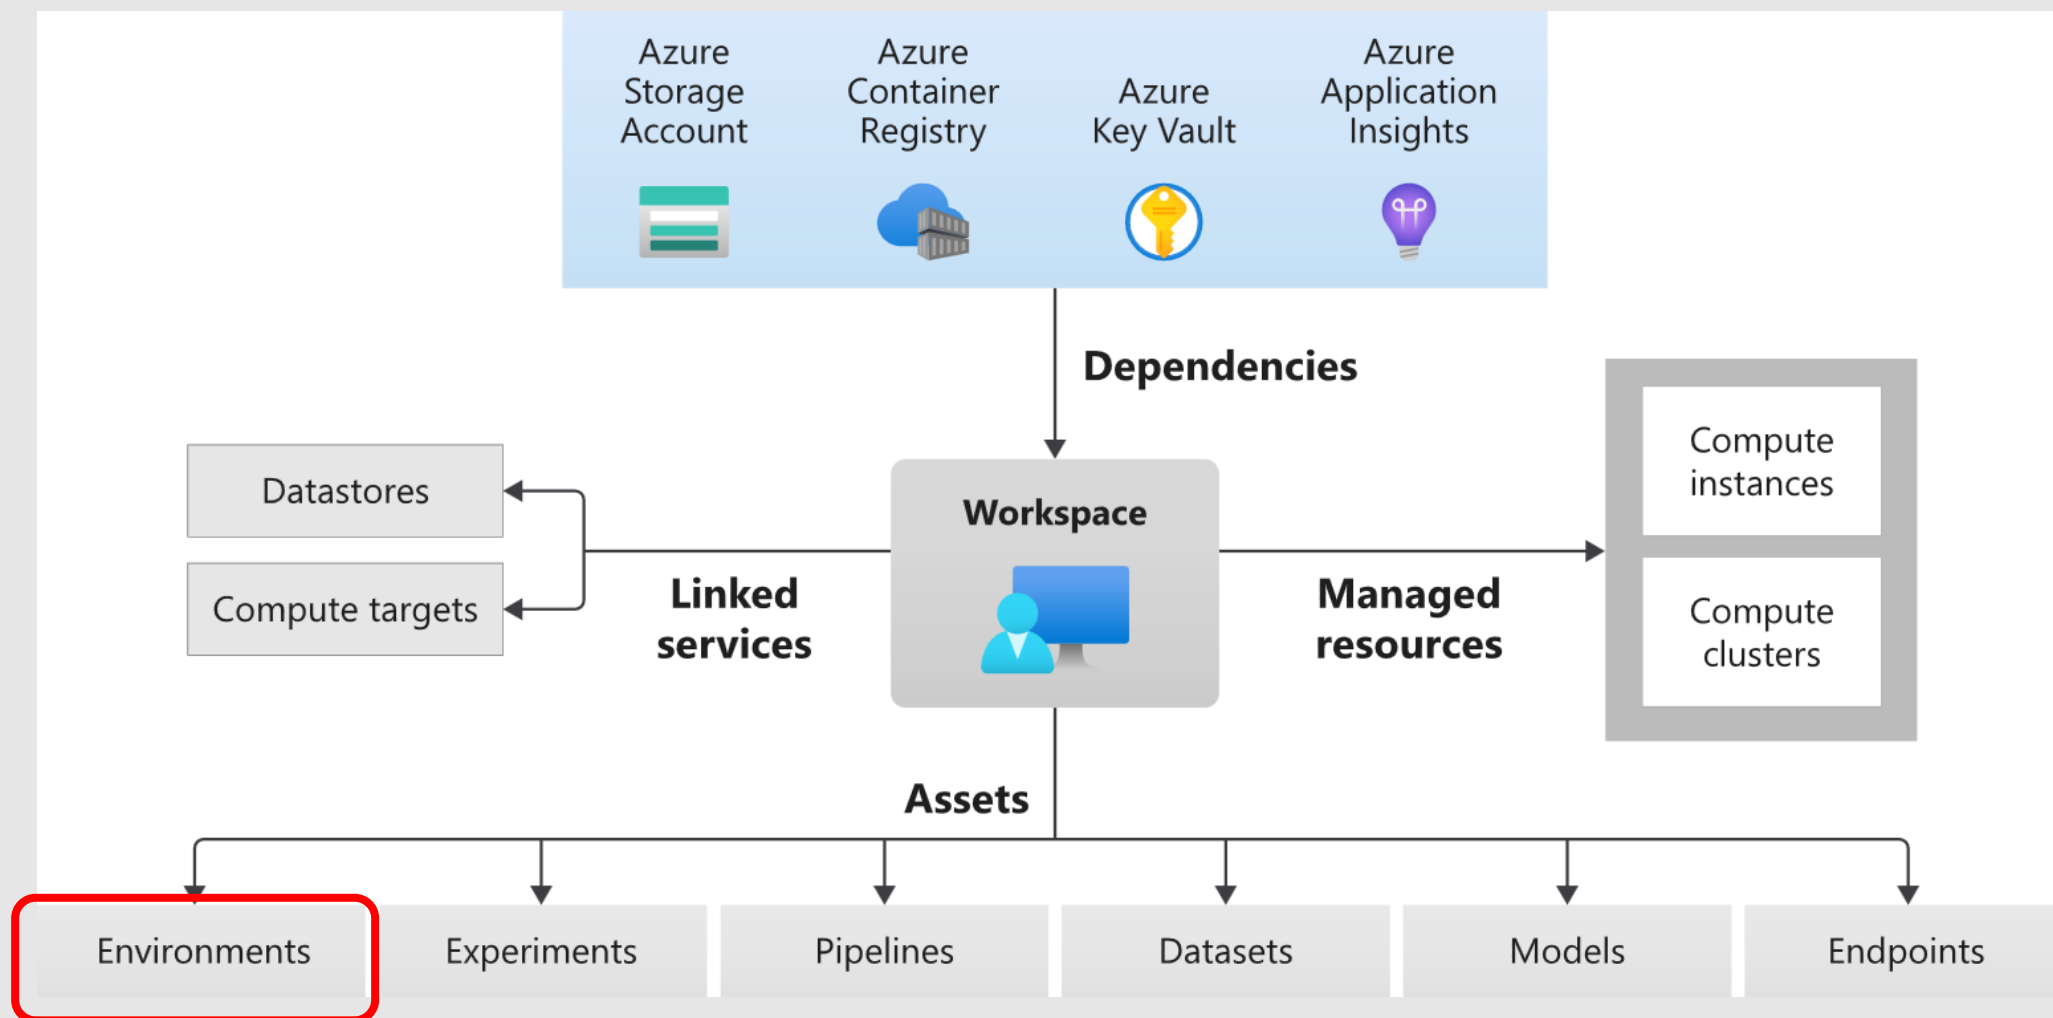 Azure
Storage
Account
Azure
Container
Registry
Azure
Key Vault
Azure
Application
Insights
Dependencies
Datastores
Compute targets
Linked
services
Workspace
Managed
resources
Compute
instances
Compute
clusters
Assets
Environments
Experiments
Pipelines
Datasets
Models
Endpoints